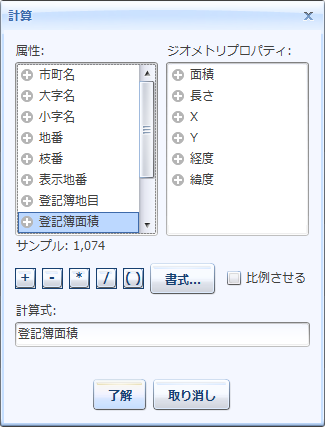 計算
属性:
ジオメトリプロパティ:
市町名
大字名
小字名
地番
枝番
表示地番
登記簿地目
登記簿面積
面積
長さ
X
Y
経度
緯度
サンプル: 1,074
+ - * / ( ) 書式... 比例させる
計算式:
登記簿面積
了解 取り消し